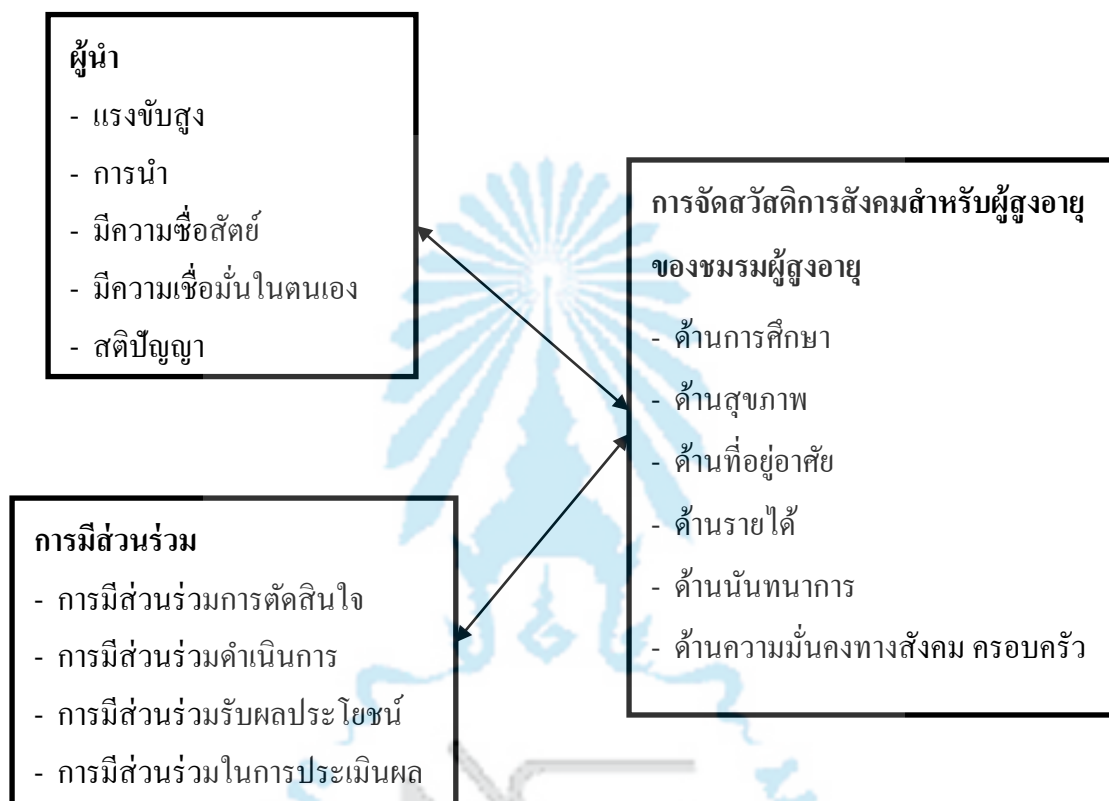 ผู้นำ
- แรงขับสูง
- การนำ
- มีความซื่อสัตย์
- มีความเชื่อมั่นในตนเอง
- สติปัญญา
การมีส่วนร่วม
- การมีส่วนร่วมการตัดสินใจ
- การมีส่วนร่วมดำเนินการ
- การมีส่วนร่วมรับผลประโยชน์
- การมีส่วนร่วมในการประเมินผล
การจัดสวัสดิการสังคมสำหรับผู้สูงอายุ
ของชมรมผู้สูงอายุ
- ด้านการศึกษา
- ด้านสุขภาพ
- ด้านที่อยู่อาศัย
- ด้านรายได้
- ด้านนันทนาการ
- ด้านความมั่นคงทางสังคม ครอบครัว